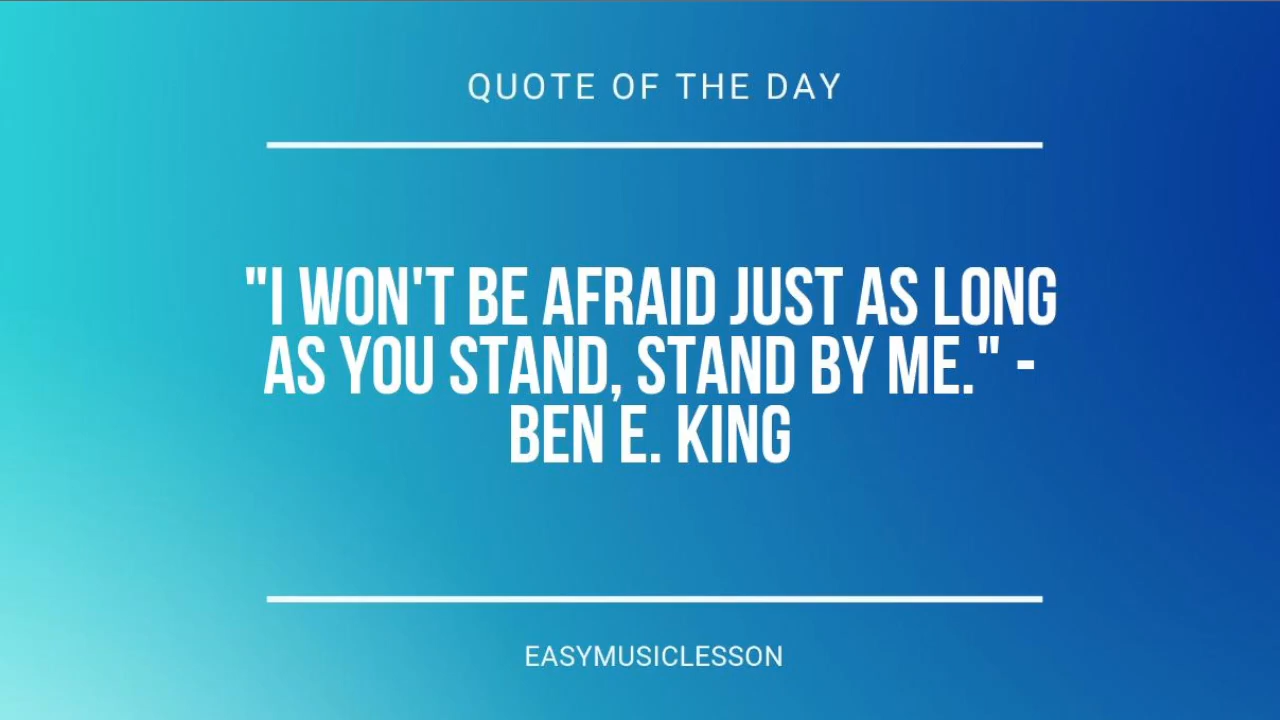 QUOTE OF THE DAY
"I WON'T BE AFRAID JUST AS LONG
AS YOU STAND, STAND BY ME." -
BEN E. KING
EASYMUSICLESSON